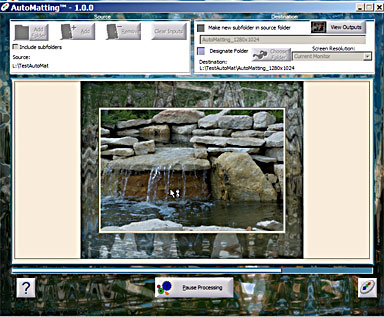 AutoMatting™ - 1.0.0
Source
Destination
Add Folder
Add
Remove
Clear Inputs
Include subfolders
Source:
L:\TestAutoMat
Make new subfolder in source folder
View Outputs
AutoMatting_1280x1024
Designate Folder
Choose Folder
Screen Resolution:
Current Monitor
Destination:
L:\TestAutoMat\AutoMatting_1280x1024
?
Pause Processing